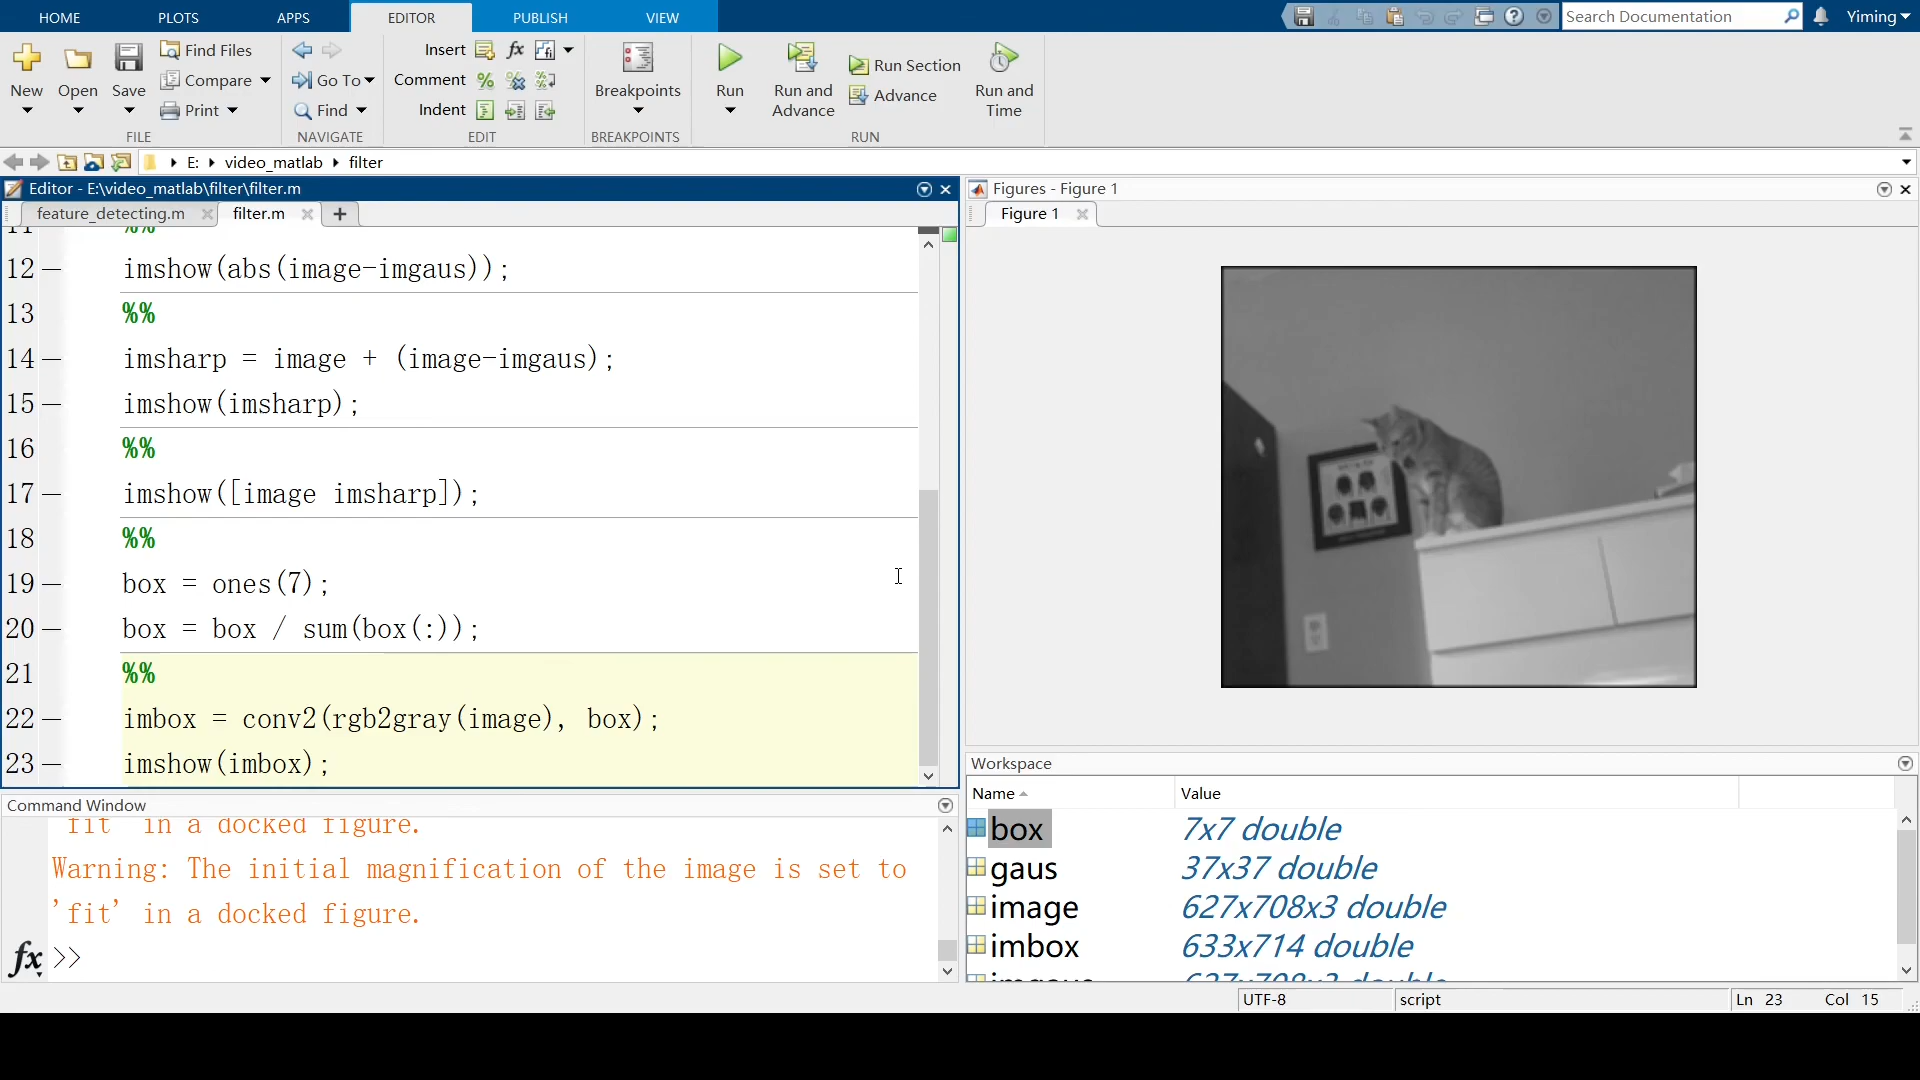 HOME PLOTS APPS EDITOR PUBLISH VIEW Search Documentation Yiming
New Open Save Find Files Compare Print FILE
Go To Find NAVIGATE
Insert fx Comment Indent EDIT
Breakpoints BREAKPOINTS
Run Run and Advance Run Section Advance Run and Time RUN
E: video_matlab filter
Editor - E:\video_matlab\filter\filter.m
feature_detecting.m filter.m
12 imshow(abs(image-imgaus));
13 %%
14 imsharp = image + (image-imgaus);
15 imshow(imsharp);
16 %%
17 imshow([image imsharp]);
18 %%
19 box = ones(7);
20 box = box / sum(box(:));
21 %%
22 imbox = conv2(rgb2gray(image), box);
23 imshow(imbox);
Figures - Figure 1
Figure 1
Command Window
'fit' in a docked figure.
Warning: The initial magnification of the image is set to
'fit' in a docked figure.
fx >>
Workspace
Name Value
box 7x7 double
gaus 37x37 double
image 627x708x3 double
imbox 633x714 double
UTF-8 script Ln 23 Col 15